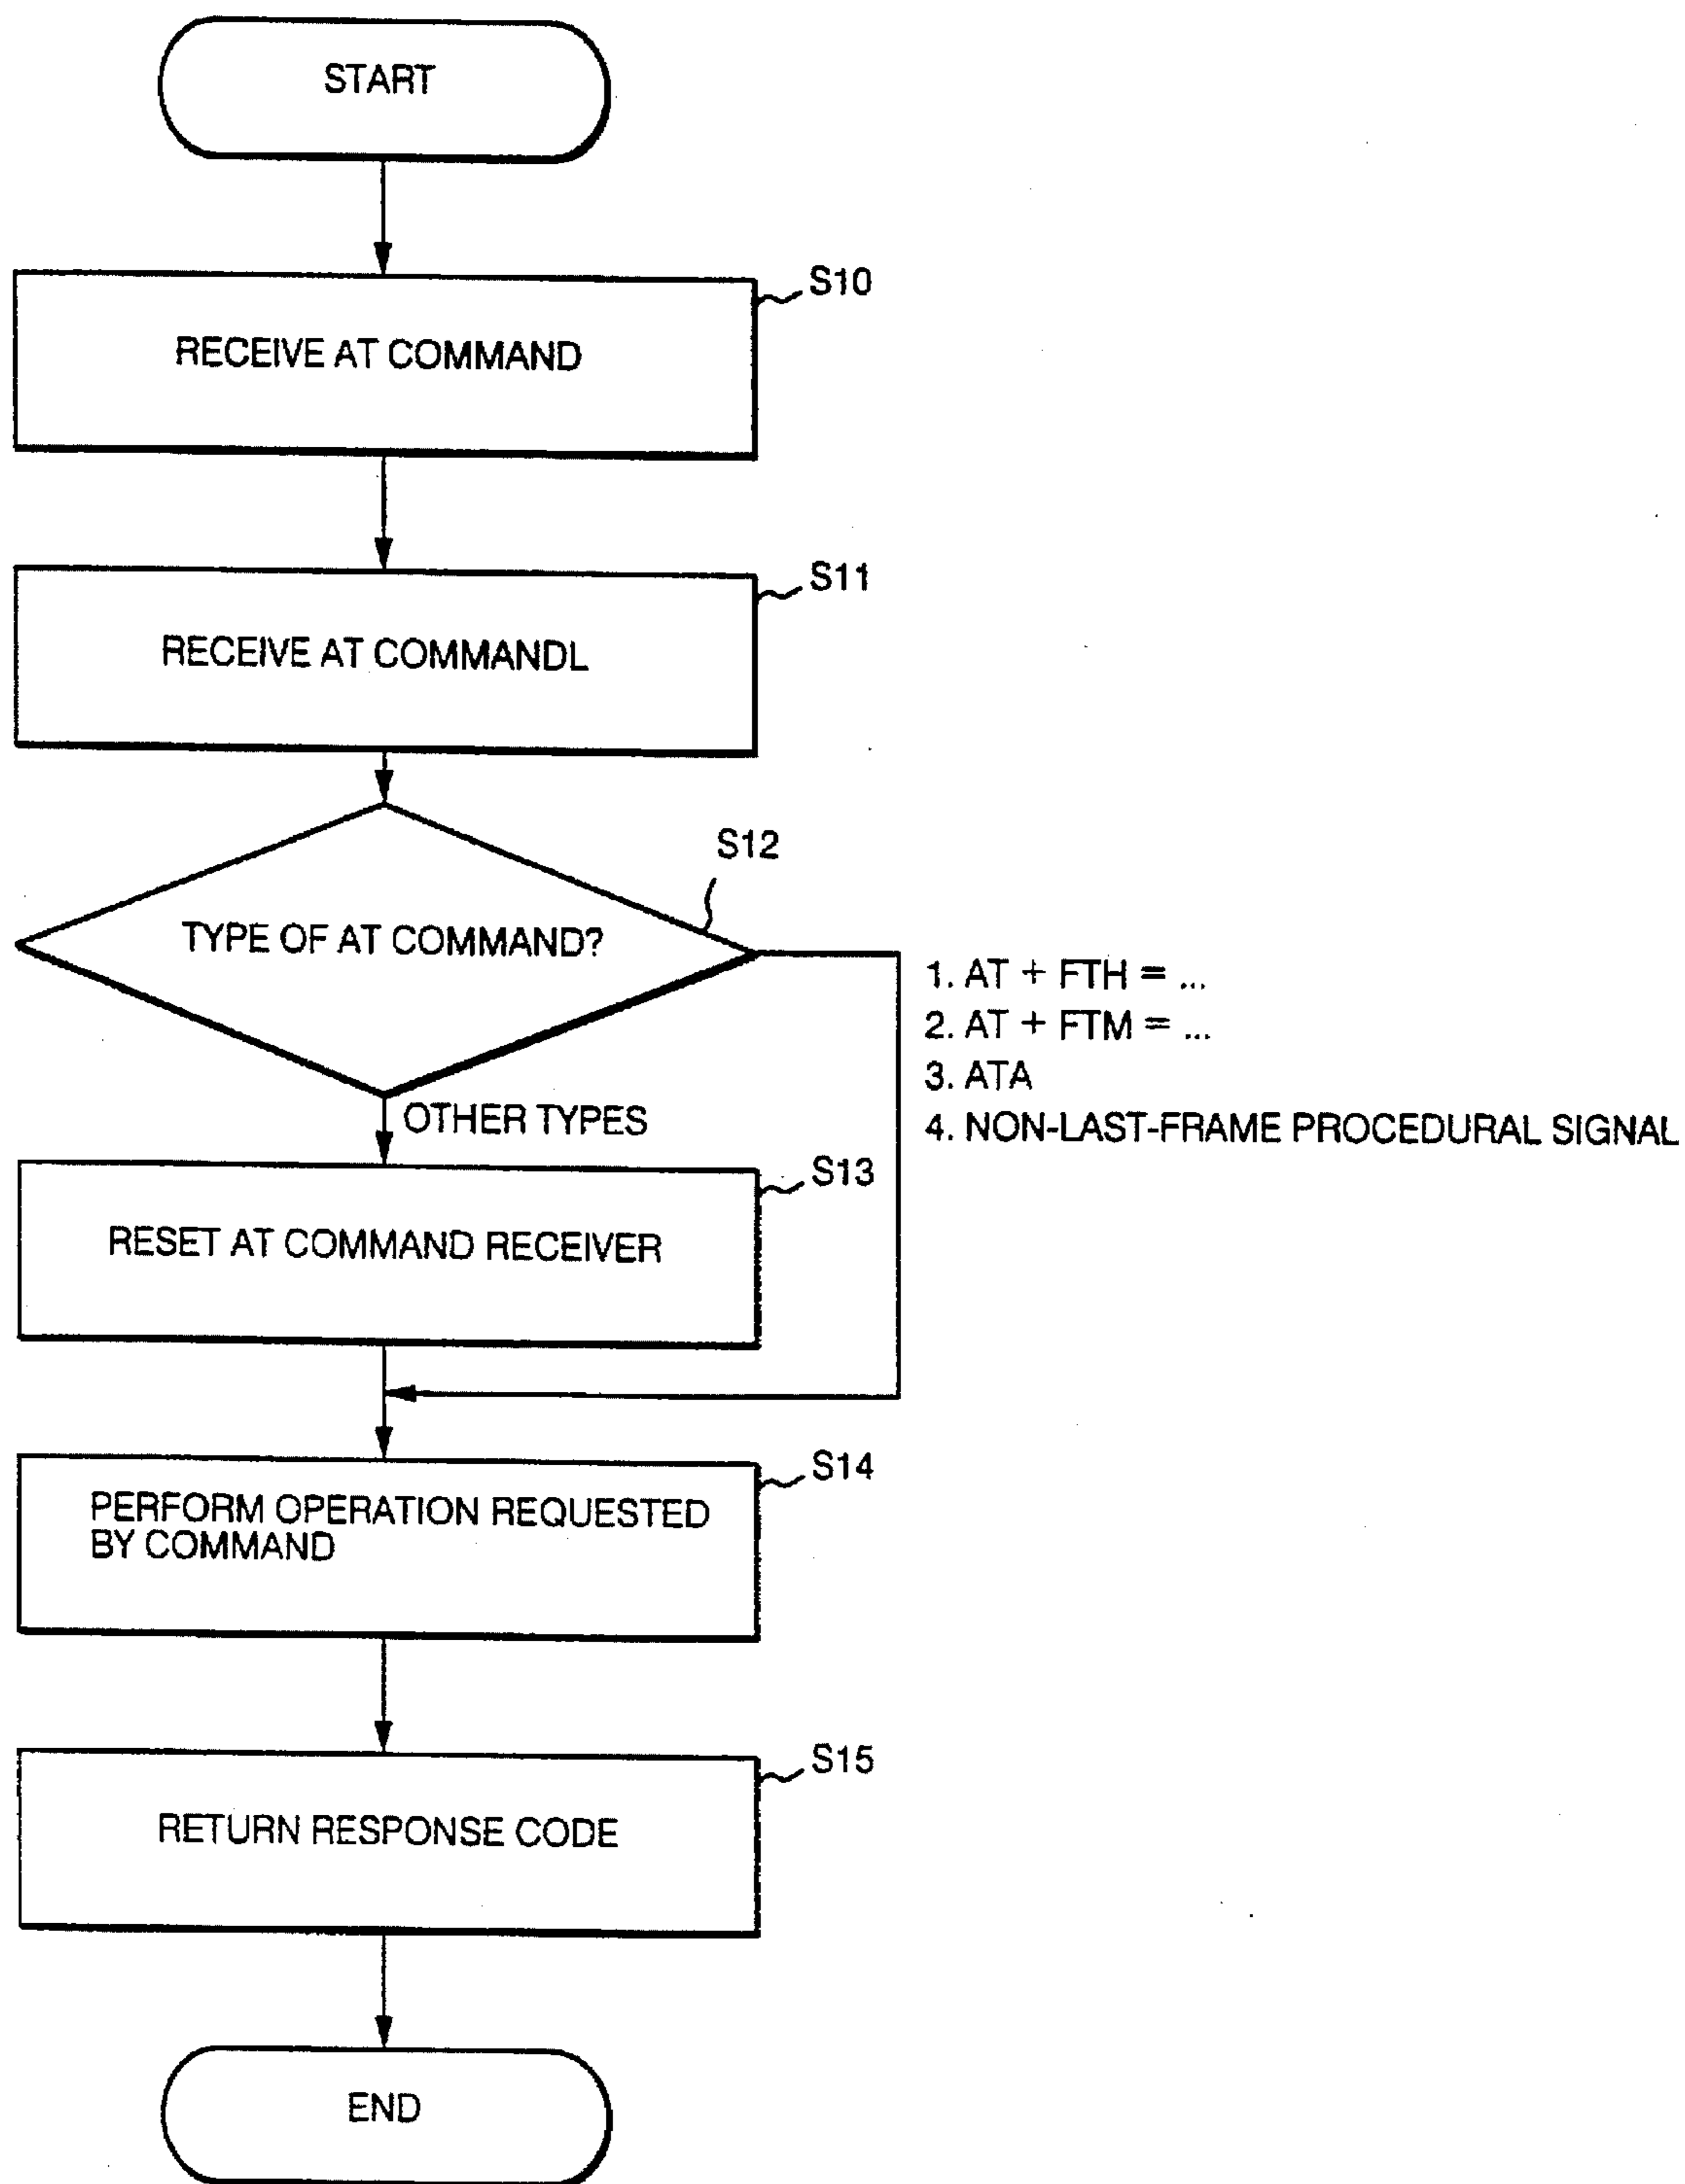 START
S10
RECEIVE AT COMMAND
S11
RECEIVE AT COMMANDL
S12
TYPE OF AT COMMAND?
1. AT + FTH = ...
2. AT + FTM = ...
3. ATA
4. NON-LAST-FRAME PROCEDURAL SIGNAL
OTHER TYPES
S13
RESET AT COMMAND RECEIVER
S14
PERFORM OPERATION REQUESTED
BY COMMAND
S15
RETURN RESPONSE CODE
END